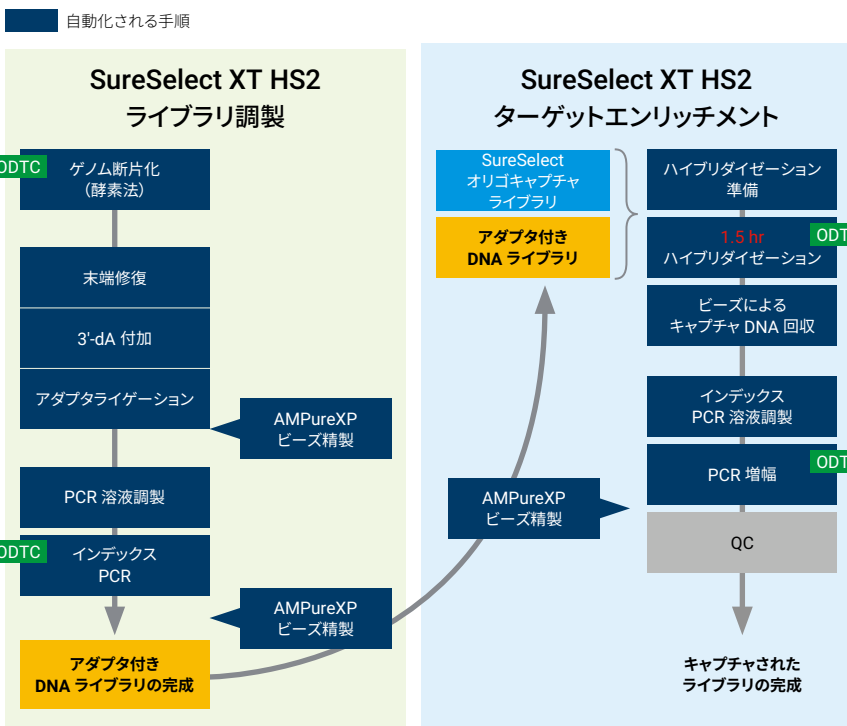 自動化される手順
SureSelect XT HS2
ライブラリ調製
ODTC
ゲノム断片化
(酵素法)
末端修復
3'-dA 付加
アダプタライゲーション
AMPureXP
ビーズ精製
PCR 溶液調製
ODTC
インデックス
PCR
AMPureXP
ビーズ精製
アダプタ付き
DNA ライブラリの完成
SureSelect XT HS2
ターゲットエンリッチメント
SureSelect
オリゴキャプチャ
ライブラリ
アダプタ付き
DNA ライブラリ
ハイブリダイゼーション
準備
1.5 hr
ODT
ハイブリダイゼーション
ビーズによる
キャプチャ DNA 回収
インデックス
PCR 溶液調製
PCR 増幅
ODT
AMPureXP
ビーズ精製
QC
キャプチャされた
ライブラリの完成